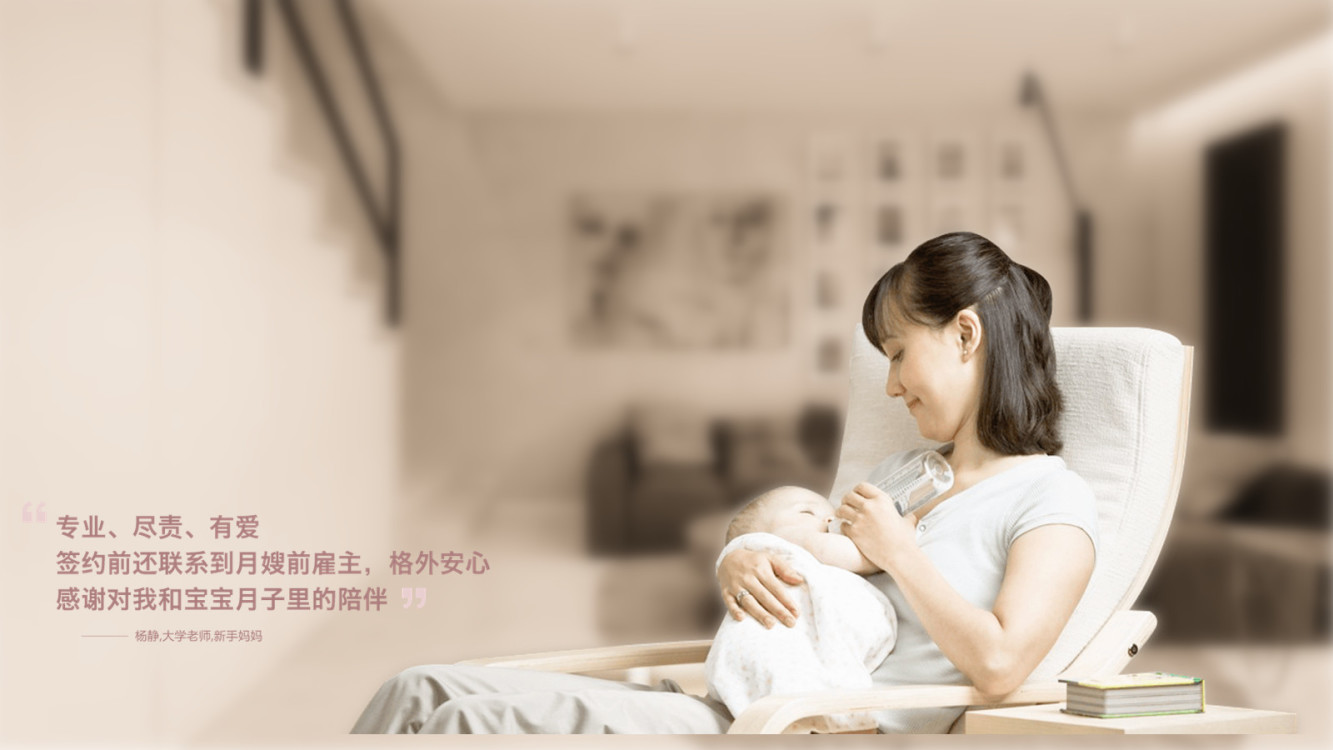 “专业、尽责、有爱
签约前还联系到月嫂前雇主，格外安心
感谢对我和宝宝月子里的陪伴”
——杨静,大学老师,新手妈妈